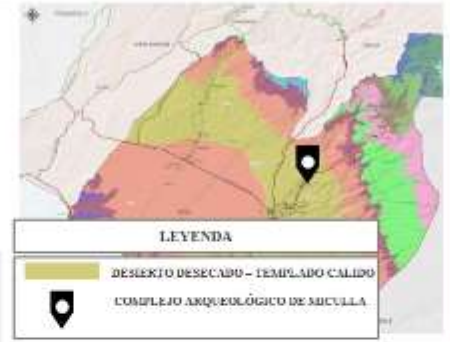 LEYENDA
DESIERTO DESECADO – TEMPLADO CALIDO
COMPLEJO ARQUEOLÓGICO DE MICULLA